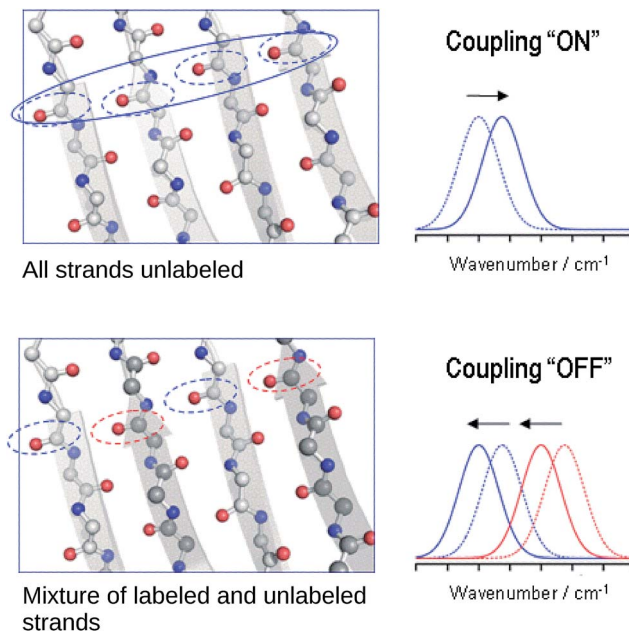 Coupling "ON"
Wavenumber / cm-1
All strands unlabeled
Coupling "OFF"
Wavenumber / cm-1
Mixture of labeled and unlabeled
strands